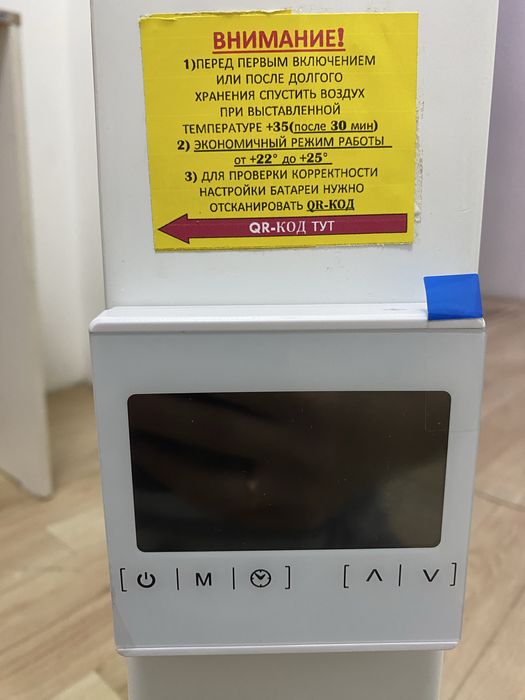 ВНИМАНИЕ!
1)ПЕРЕД ПЕРВЫМ ВКЛЮЧЕНИЕМ
ИЛИ ПОСЛЕ ДОЛГОГО
ХРАНЕНИЯ СПУСТИТЬ ВОЗДУХ
ПРИ ВЫСТАВЛЕННОЙ
ТЕМПЕРАТУРЕ +35(после 30 мин)
2) ЭКОНОМИЧНЫЙ РЕЖИМ РАБОТЫ
от +22° до +25°
3) ДЛЯ ПРОВЕРКИ КОРРЕКТНОСТИ
НАСТРОЙКИ БАТАРЕИ НУЖНО
ОТСКАНИРОВАТЬ QR-КОД
QR-КОД ТУТ
M